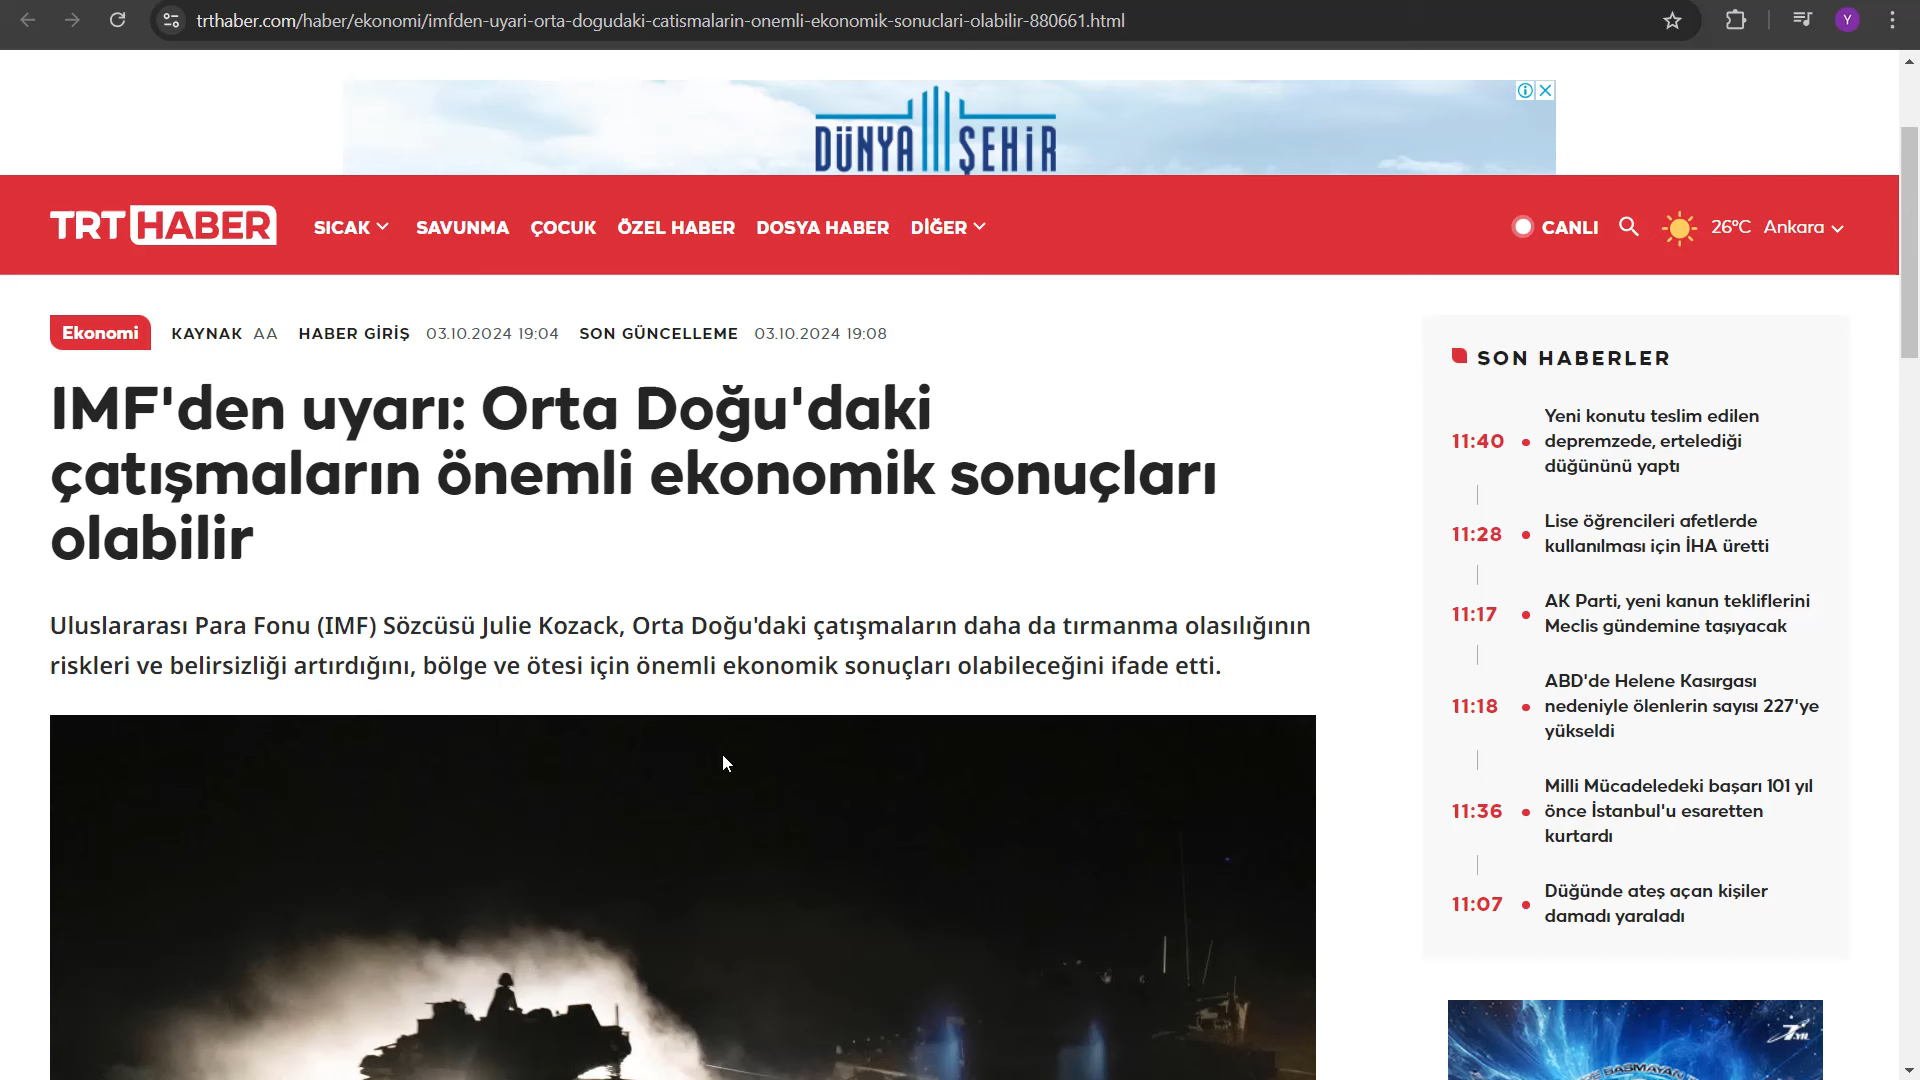 trthaber.com/haber/ekonomi/imfden-uyari-orta-dogudaki-catismalarin-onemli-ekonomik-sonuclari-olabilir-880661.html
Y
DÜNYA ŞEHİR
TRT HABER
SICAK
SAVUNMA
ÇOCUK
ÖZEL HABER
DOSYA HABER
DİĞER
CANLI
26°C
Ankara
Ekonomi
KAYNAK AA
HABER GİRİŞ 03.10.2024 19:04
SON GÜNCELLEME 03.10.2024 19:08
IMF'den uyarı: Orta Doğu'daki
çatışmaların önemli ekonomik sonuçları
olabilir
Uluslararası Para Fonu (IMF) Sözcüsü Julie Kozack, Orta Doğu'daki çatışmaların daha da tırmanma olasılığının
riskleri ve belirsizliği artırdığını, bölge ve ötesi için önemli ekonomik sonuçları olabileceğini ifade etti.
SON HABERLER
11:40
Yeni konutu teslim edilen
depremzede, ertelediği
düğününü yaptı
11:28
Lise öğrencileri afetlerde
kullanılması için İHA üretti
11:17
AK Parti, yeni kanun tekliflerini
Meclis gündemine taşıyacak
11:18
ABD'de Helene Kasırgası
nedeniyle ölenlerin sayısı 227'ye
yükseldi
11:36
Milli Mücadeledeki başarı 101 yıl
önce İstanbul'u esaretten
kurtardı
11:07
Düğünde ateş açan kişiler
damadı yaraladı